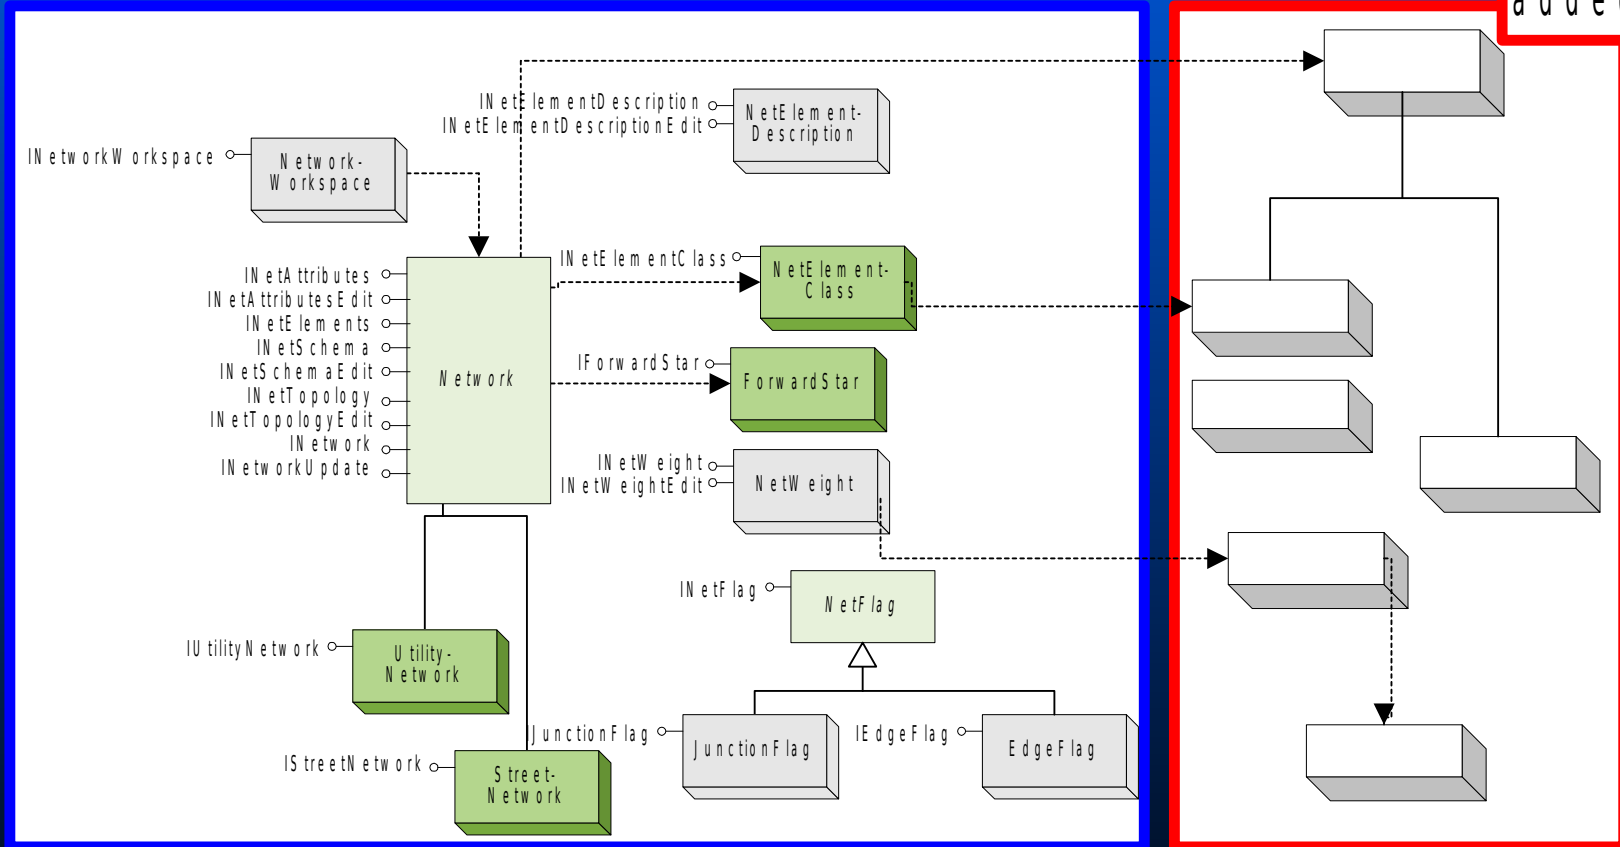 INetElementDescription
INetElementDescriptionEdit
NetElement-
Description
INetworkWorkspace
Network-
Workspace
INetAttributes
INetAttributesEdit
INetElements
INetSchema
INetSchemaEdit
INetTopology
INetTopologyEdit
INetwork
INetworkUpdate
Network
INetElementClass
NetElement-
Class
IForwardStar
ForwardStar
INetWeight
INetWeightEdit
NetWeight
INetFlag
NetFlag
IUtilityNetwork
Utility-
Network
IStreetNetwork
Street-
Network
IJunctionFlag
JunctionFlag
IEdgeFlag
EdgeFlag